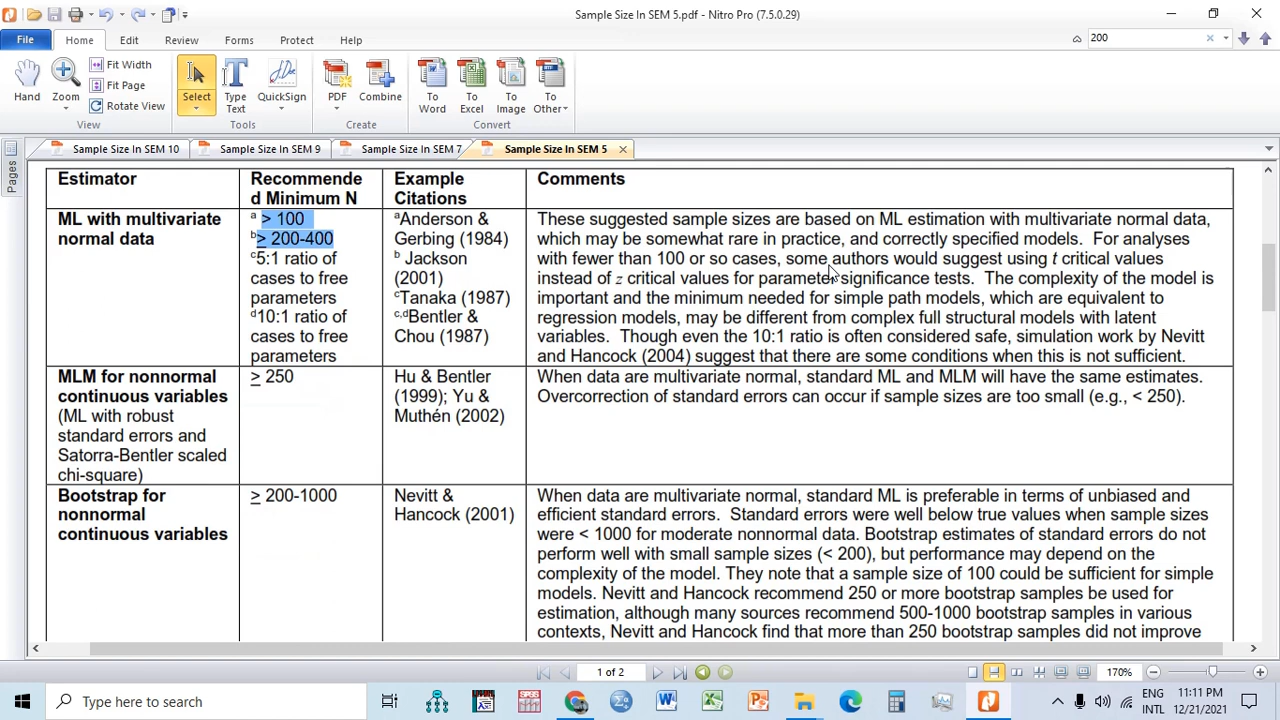 Sample Size In SEM 5.pdf - Nitro Pro (7.5.0.29)
File Home Edit Review Forms Protect Help 200
Hand Zoom Fit Width Fit Page Rotate View
View
Select Type Text QuickSign
Tools
PDF Combine
Create
To Word To Excel To Image To Other
Convert
Sample Size In SEM 10 Sample Size In SEM 9 Sample Size In SEM 7 Sample Size In SEM 5
Pages
Estimator
Recommende
d Minimum N
Example
Citations
Comments
ML with multivariate
normal data
a > 100
b> 200-400
c5:1 ratio of
cases to free
parameters
d10:1 ratio of
cases to free
parameters
aAnderson &
Gerbing (1984)
b Jackson
(2001)
cTanaka (1987)
c,dBentler &
Chou (1987)
These suggested sample sizes are based on ML estimation with multivariate normal data,
which may be somewhat rare in practice, and correctly specified models. For analyses
with fewer than 100 or so cases, some authors would suggest using t critical values
instead of z critical values for parameter significance tests. The complexity of the model is
important and the minimum needed for simple path models, which are equivalent to
regression models, may be different from complex full structural models with latent
variables. Though even the 10:1 ratio is often considered safe, simulation work by Nevitt
and Hancock (2004) suggest that there are some conditions when this is not sufficient.
MLM for nonnormal
continuous variables
(ML with robust
standard errors and
Satorra-Bentler scaled
chi-square)
> 250
Hu & Bentler
(1999); Yu &
Muthén (2002)
When data are multivariate normal, standard ML and MLM will have the same estimates.
Overcorrection of standard errors can occur if sample sizes are too small (e.g., < 250).
Bootstrap for
nonnormal
continuous variables
> 200-1000
Nevitt &
Hancock (2001)
When data are multivariate normal, standard ML is preferable in terms of unbiased and
efficient standard errors. Standard errors were well below true values when sample sizes
were < 1000 for moderate nonnormal data. Bootstrap estimates of standard errors do not
perform well with small sample sizes (< 200), but performance may depend on the
complexity of the model. They note that a sample size of 100 could be sufficient for simple
models. Nevitt and Hancock recommend 250 or more bootstrap samples be used for
estimation, although many sources recommend 500-1000 bootstrap samples in various
contexts, Nevitt and Hancock find that more than 250 bootstrap samples did not improve
1 of 2 170%
Type here to search
ENG
INTL
11:11 PM
12/21/2021